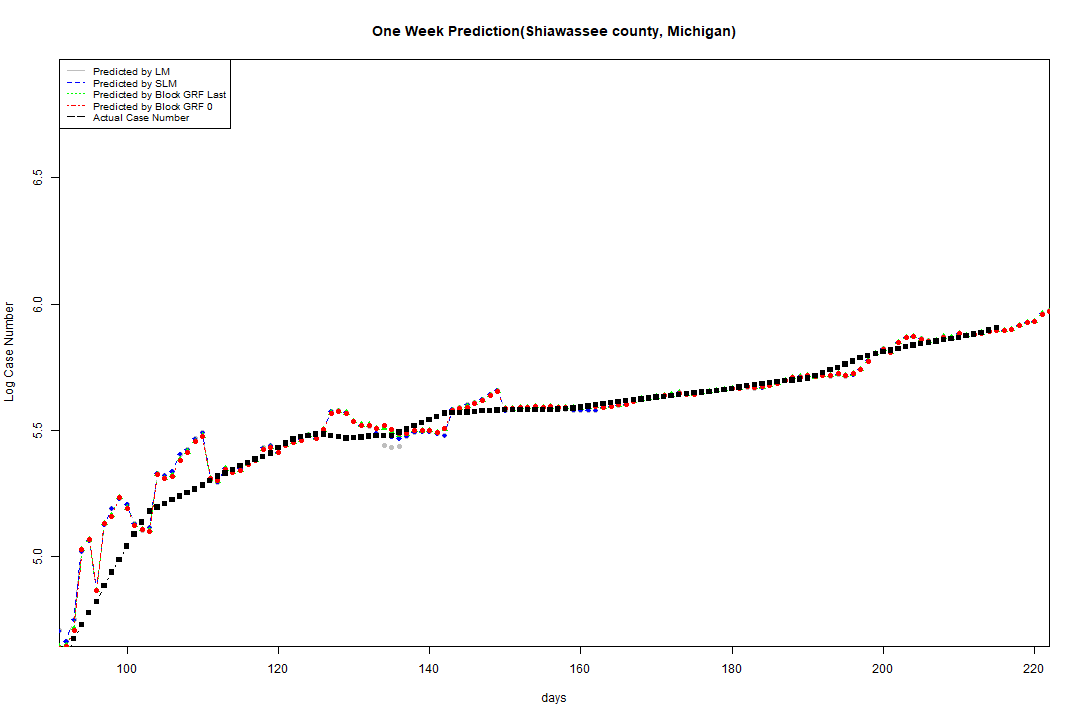 One Week Prediction(Shiawassee county, Michigan)
Predicted by LM
Predicted by SLM
Predicted by Block GRF Last
Predicted by Block GRF 0
Actual Case Number
6.5
6.0
5.5
5.0
Log Case Number
100 120 140 160 180 200 220
days